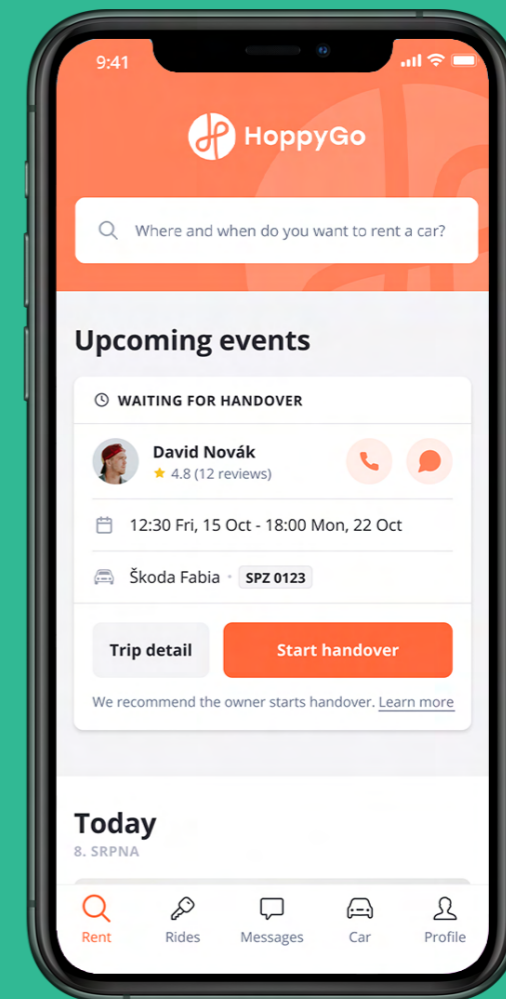 9:41
HoppyGo
Where and when do you want to rent a car?
Upcoming events
WAITING FOR HANDOVER
David Novák
4.8 (12 reviews)
12:30 Fri, 15 Oct - 18:00 Mon, 22 Oct
Škoda Fabia • SPZ 0123
Trip detail
Start handover
We recommend the owner starts handover. Learn more
Today
8. SRPNA
Rent
Rides
Messages
Car
Profile